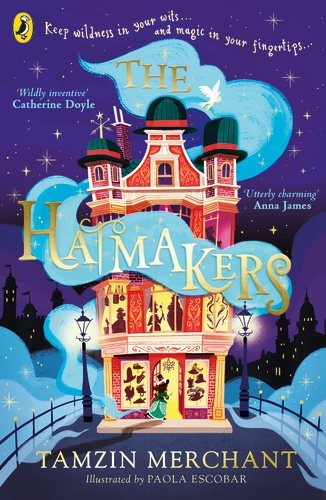 Keep wildness in your wits... and magic in your fingertips...
THE
'Wildly inventive'
Catherine Doyle
'Utterly charming'
Anna James
HATMAKERS
TAMZIN MERCHANT
Illustrated by PAOLA ESCOBAR